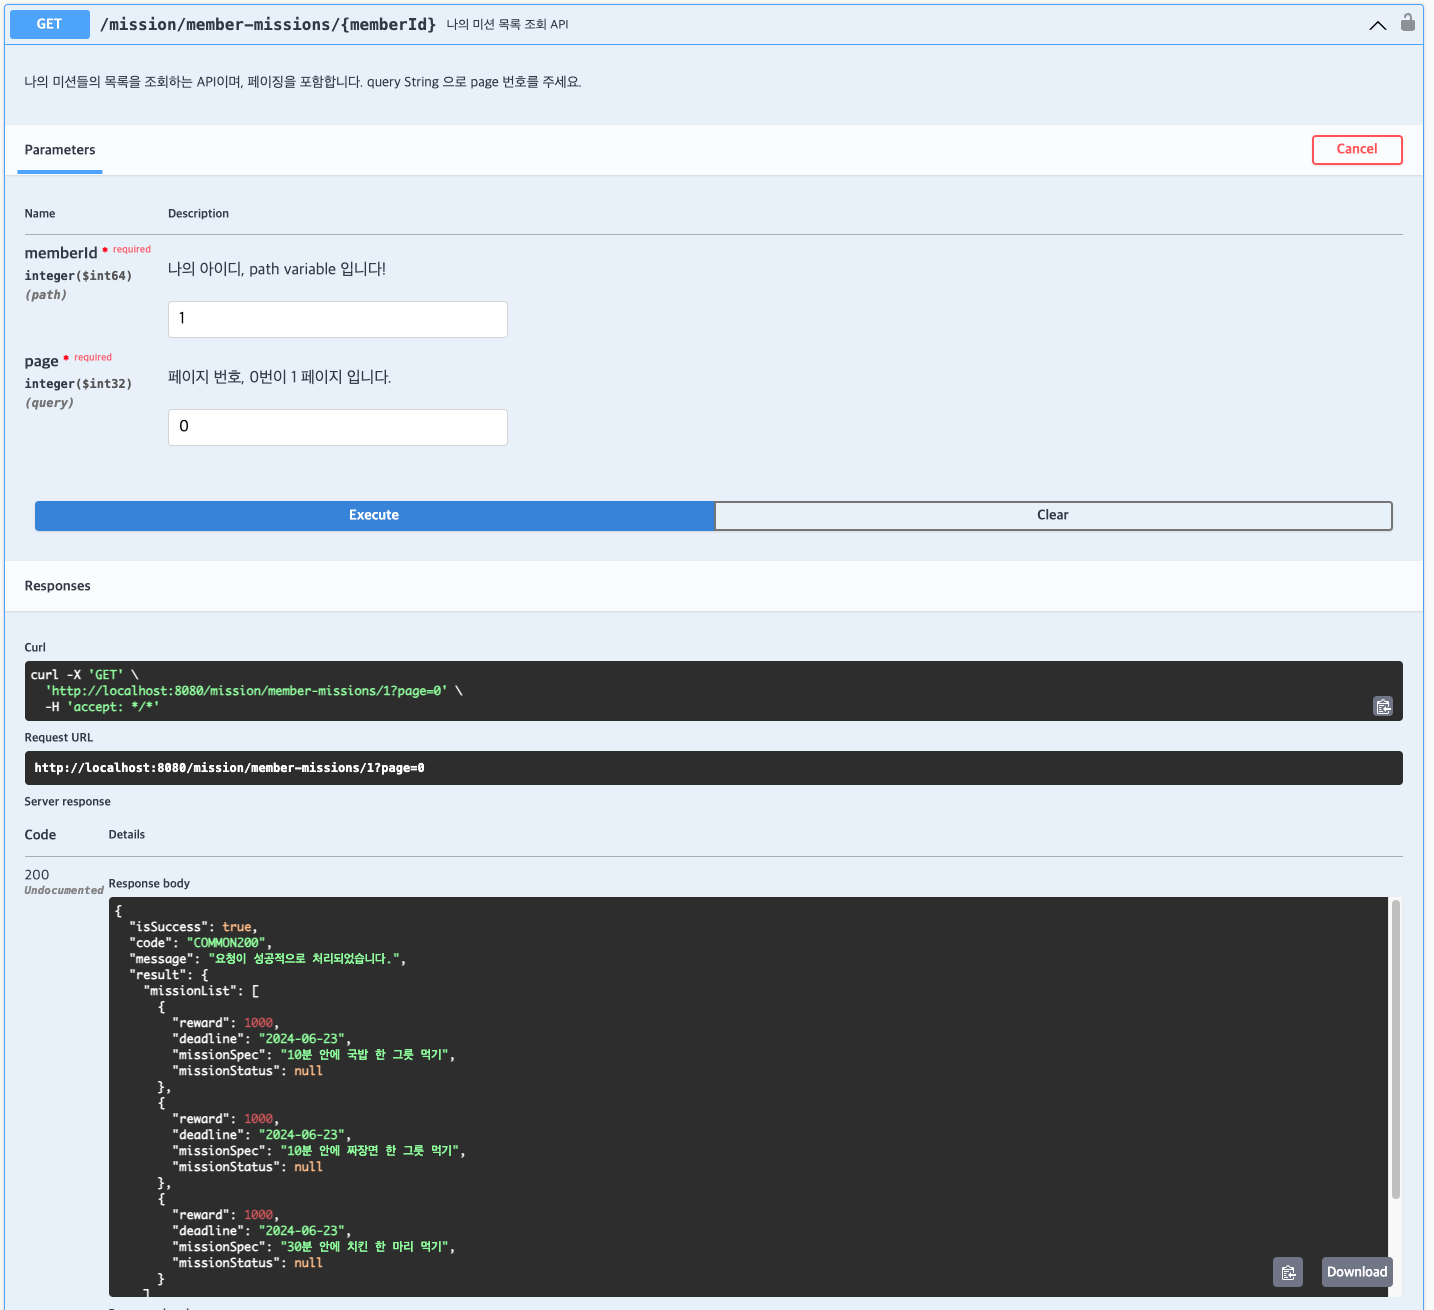 GET /mission/member-missions/{memberId} 나의 미션 목록 조회 API
나의 미션들의 목록을 조회하는 API이며, 페이징을 포함합니다. query String 으로 page 번호를 주세요.
Parameters
Cancel
Name Description
memberId * required
integer($int64)
(path)
나의 아이디, path variable 입니다!
1
page * required
integer($int32)
(query)
페이지 번호, 0번이 1 페이지 입니다.
0
Execute
Clear
Responses
Curl
curl -X 'GET' \
  'http://localhost:8080/mission/member-missions/1?page=0' \
  -H 'accept: */*'
Request URL
http://localhost:8080/mission/member-missions/1?page=0
Server response
Code Details
200
Undocumented
Response body
{
  "isSuccess": true,
  "code": "COMMON200",
  "message": "요청이 성공적으로 처리되었습니다.",
  "result": {
    "missionList": [
      {
        "reward": 1000,
        "deadline": "2024-06-23",
        "missionSpec": "10분 안에 국밥 한 그릇 먹기",
        "missionStatus": null
      },
      {
        "reward": 1000,
        "deadline": "2024-06-23",
        "missionSpec": "10분 안에 짜장면 한 그릇 먹기",
        "missionStatus": null
      },
      {
        "reward": 1000,
        "deadline": "2024-06-23",
        "missionSpec": "30분 안에 치킨 한 마리 먹기",
        "missionStatus": null
      }
    ]
Download